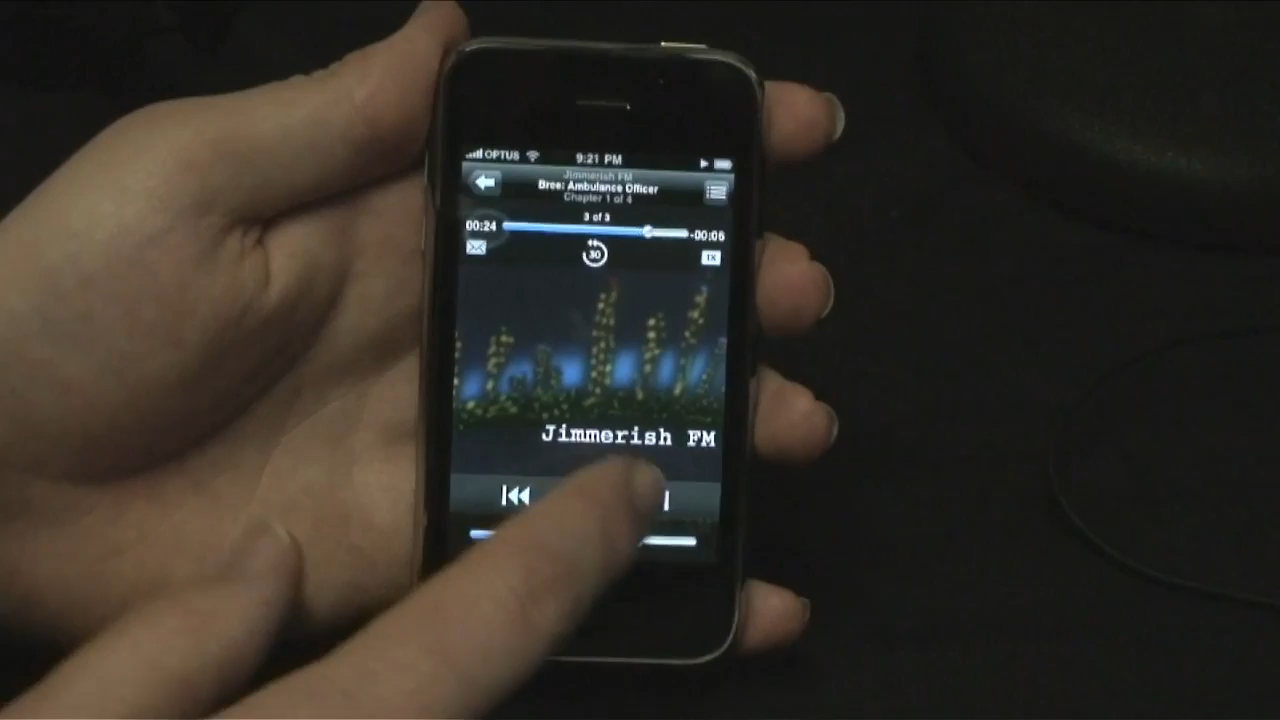 OPTUS 9:21 PM
Jimmerish FM
Bree: Ambulance Officer
Chapter 1 of 4
3 of 3
00:24 -00:06
30 1X
Jimmerish FM